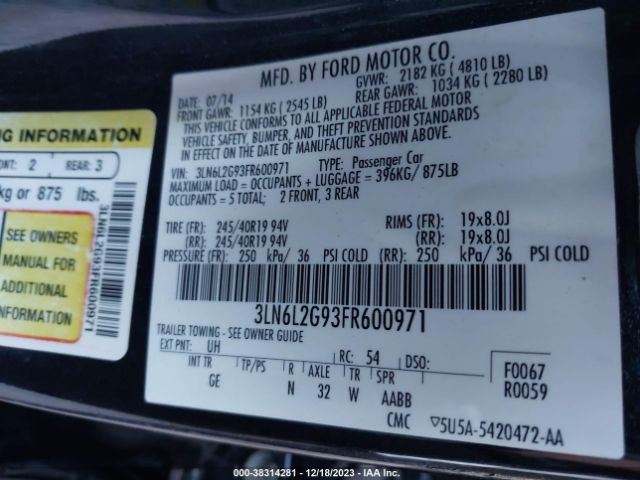 MFD. BY FORD MOTOR CO.
DATE: 07/14 GVWR: 2182 KG ( 4810 LB)
FRONT GAWR: 1154 KG ( 2545 LB) REAR GAWR: 1034 KG ( 2280 LB)
THIS VEHICLE CONFORMS TO ALL APPLICABLE FEDERAL MOTOR
VEHICLE SAFETY, BUMPER, AND THEFT PREVENTION STANDARDS
IN EFFECT ON THE DATE OF MANUFACTURE SHOWN ABOVE.
VIN: 3LN6L2G93FR600971 TYPE: Passenger Car
MAXIMUM LOAD = OCCUPANTS + LUGGAGE = 396KG/ 875LB
OCCUPANTS = 5 TOTAL; 2 FRONT, 3 REAR
TIRE (FR): 245/40R19 94V RIMS (FR): 19x8.0J
(RR): 245/40R19 94V (RR): 19x8.0J
PRESSURE (FR): 250 kPa/ 36 PSI COLD (RR): 250 kPa/ 36 PSI COLD
3LN6L2G93FR600971
TRAILER TOWING - SEE OWNER GUIDE
EXT PNT: UH RC: 54 DSO:
INT TR TP/PS R AXLE TR SPR
GE N 32 W AABB
F0067
R0059
CMC ▽5U5A-5420472-AA
NG INFORMATION
ONT: 2 REAR: 3
kg or 875 lbs.
SEE OWNERS
MANUAL FOR
ADDITIONAL
INFORMATION
3LN6L2G93FR600971
000-38314281 - 12/18/2023 - IAA Inc.